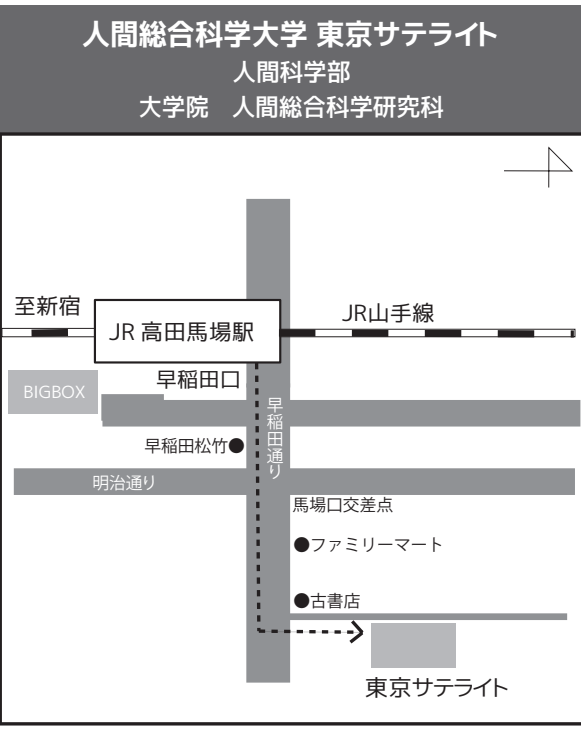 人間総合科学大学 東京サテライト
人間科学部
大学院　人間総合科学研究科
至新宿
JR 高田馬場駅
JR山手線
BIGBOX
早稲田口
早稲田通り
早稲田松竹●
明治通り
馬場口交差点
●ファミリーマート
●古書店
東京サテライト